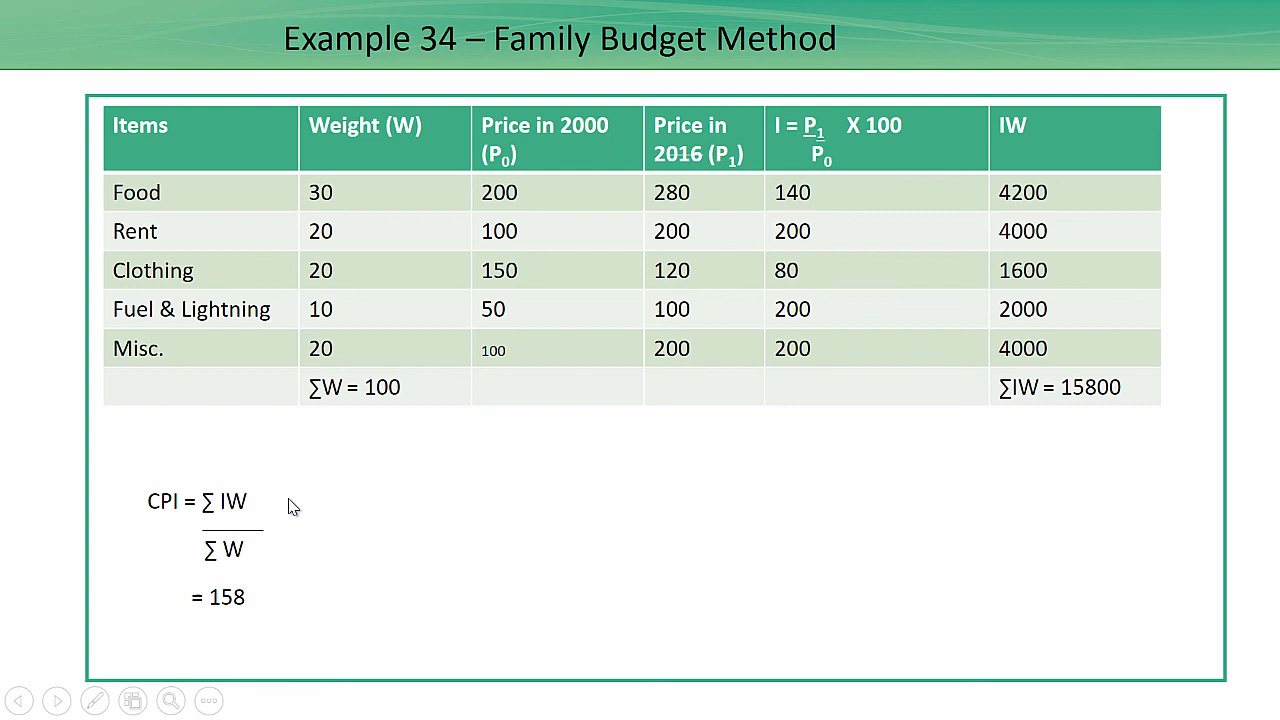 Example 34 – Family Budget Method
Items Weight (W) Price in 2000 (P₀) Price in 2016 (P₁) I = P₁ X 100 P₀ IW
Food 30 200 280 140 4200
Rent 20 100 200 200 4000
Clothing 20 150 120 80 1600
Fuel & Lightning 10 50 100 200 2000
Misc. 20 100 200 200 4000
∑W = 100 ∑IW = 15800
CPI = ∑ IW
∑ W
= 158